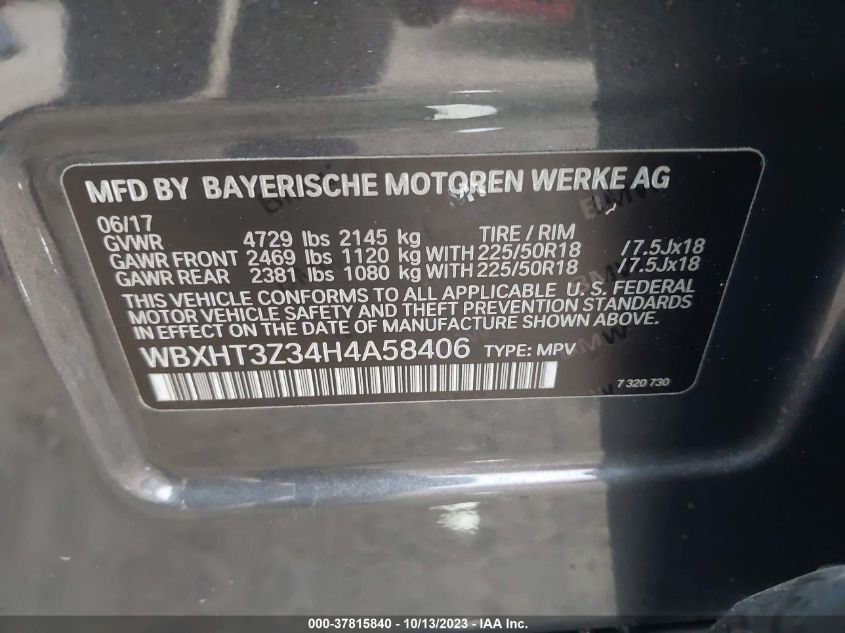 MFD BY BAYERISCHE MOTOREN WERKE AG
06/17
GVWR 4729 lbs 2145 kg TIRE / RIM
GAWR FRONT 2469 lbs 1120 kg WITH 225/50R18 /7.5Jx18
GAWR REAR 2381 lbs 1080 kg WITH 225/50R18 /7.5Jx18
THIS VEHICLE CONFORMS TO ALL APPLICABLE U. S. FEDERAL
MOTOR VEHICLE SAFETY AND THEFT PREVENTION STANDARDS
IN EFFECT ON THE DATE OF MANUFACTURE SHOWN ABOVE.
WBXHT3Z34H4A58406 TYPE: MPV
7 320 730
000-37815840 - 10/13/2023 - IAA Inc.